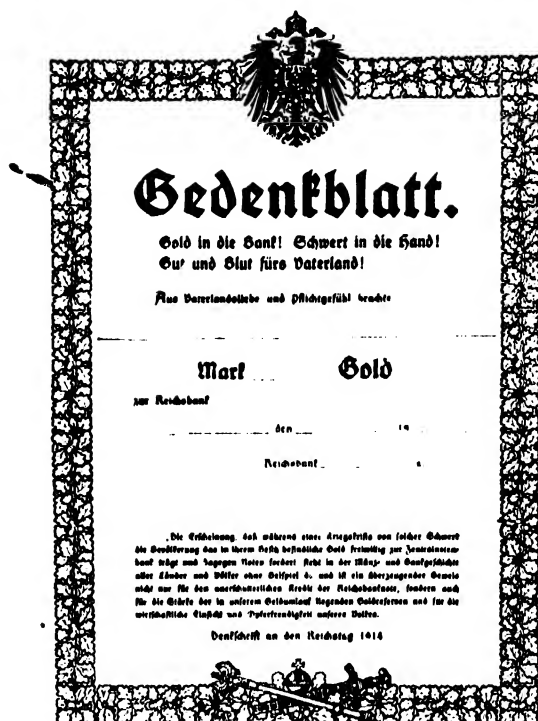 Gedenkblatt.
Gold in die Bank! Schwert in die Hand!
Gut und Blut fürs Vaterland!
Aus Vaterlandsliebe und Pflichtgefühl brachte
Mark Gold
zur Reichsbank
den 19
Reichsbank
„Die Erscheinung, daß während einer Kriegskrisis von solcher Schwere
die Bevölkerung das in ihrem Besitz befindliche Gold freiwillig zur Zentralnoten-
bank trägt und dagegen Noten fordert steht in der Münz- und Bankgeschichte
aller Länder und Völker ohne Beispiel da und ist ein überzeugender Beweis
nicht nur für den unerschütterlichen Kredit der Reichsbanknote, sondern auch
für die Stärke der in unserem Geldumlauf liegenden Goldreserven und für die
wirtschaftliche Einsicht und Opferfreudigkeit unseres Volkes.
Denkschrift an den Reichstag 1914